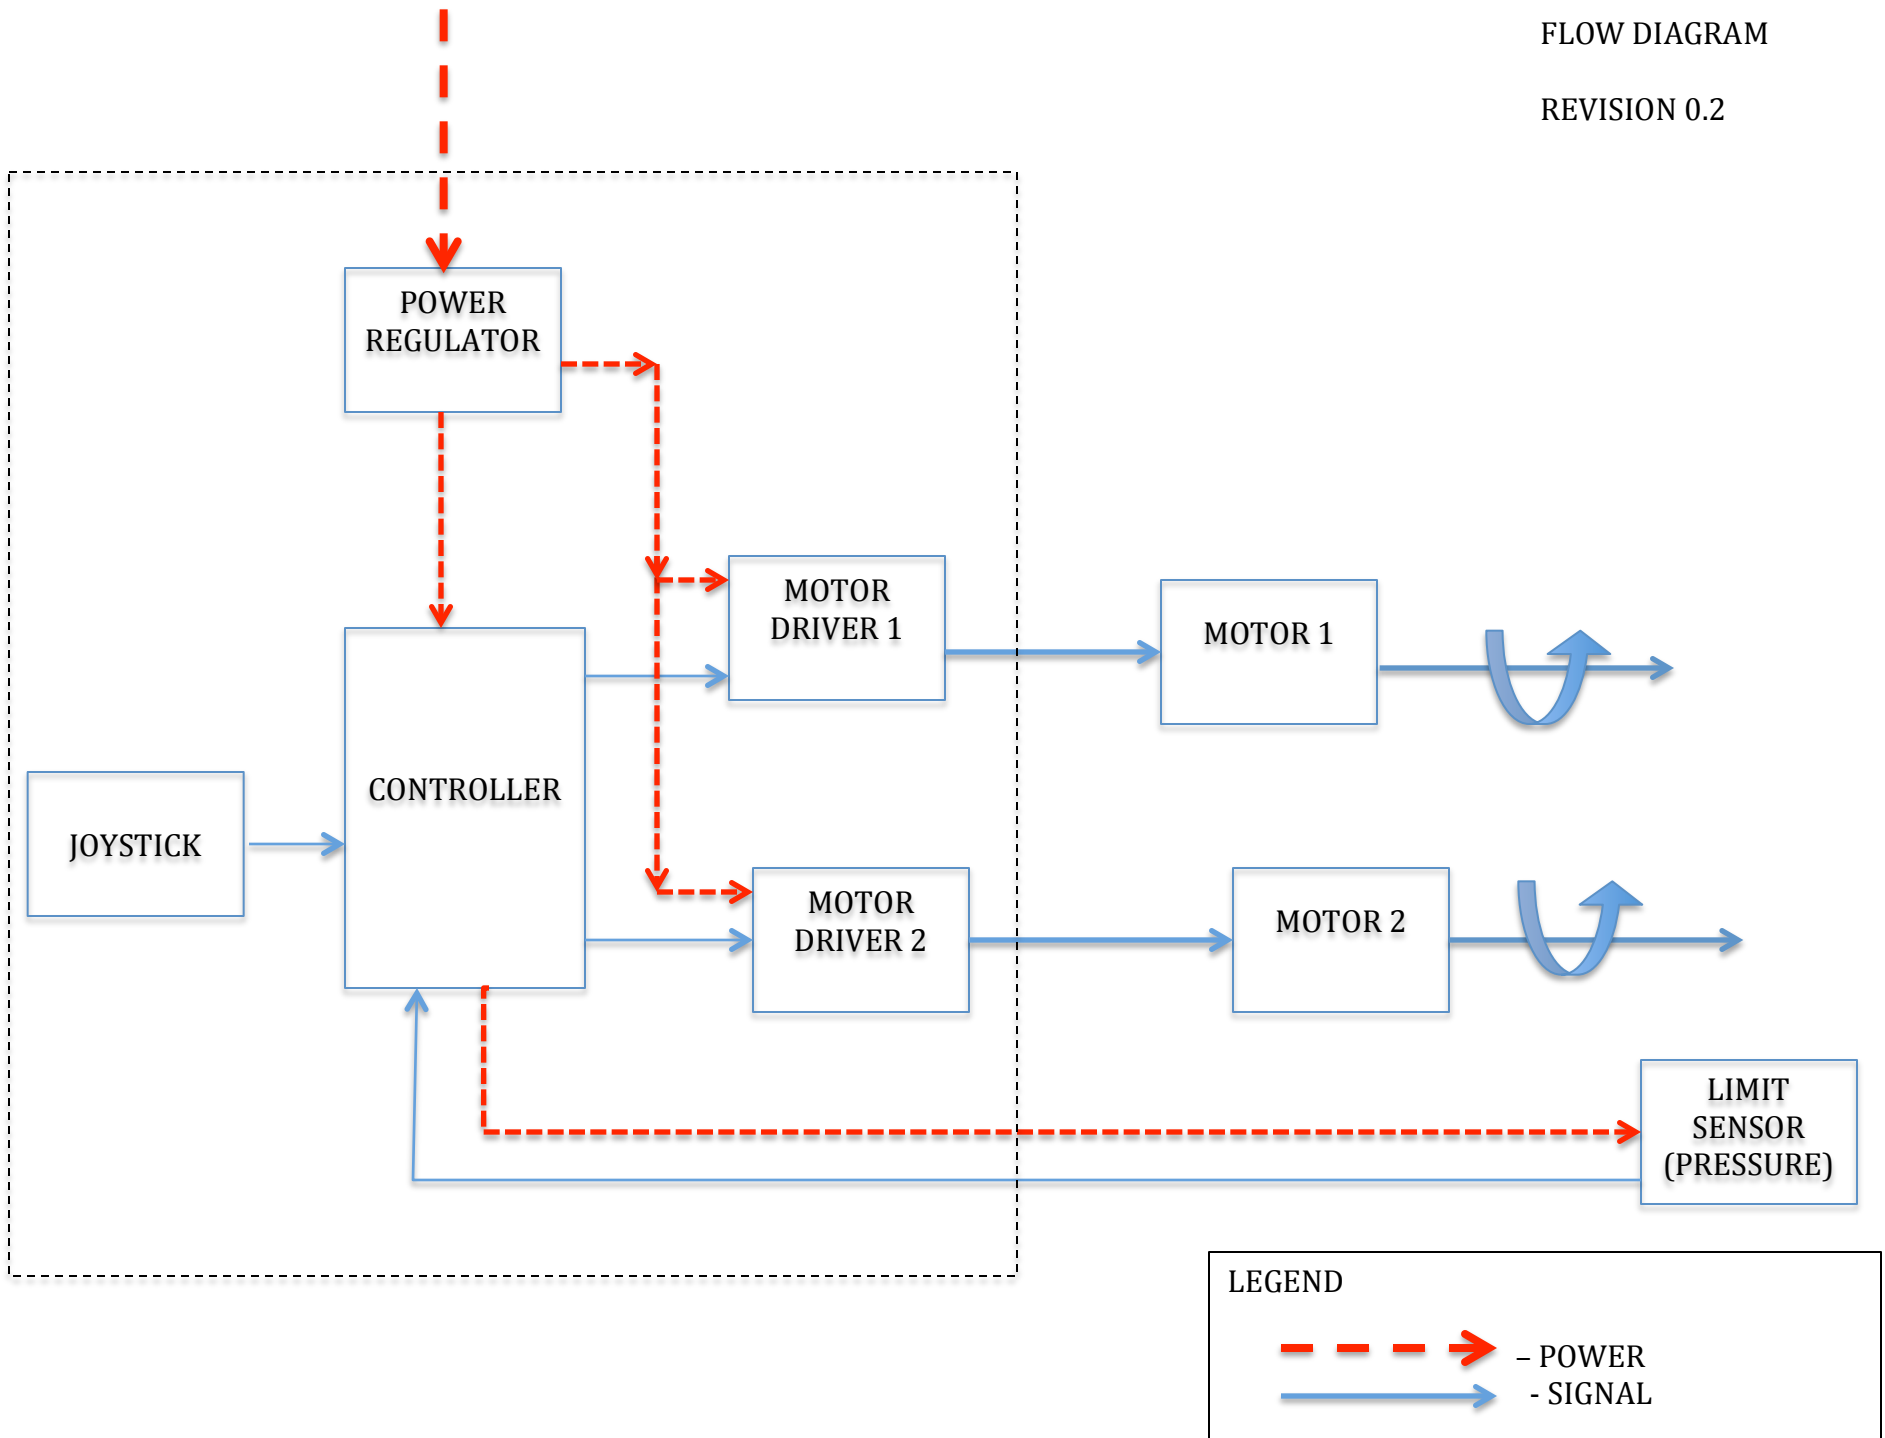 FLOW DIAGRAM
REVISION 0.2
POWER
REGULATOR
MOTOR
DRIVER 1
MOTOR 1
CONTROLLER
JOYSTICK
MOTOR
DRIVER 2
MOTOR 2
LIMIT
SENSOR
(PRESSURE)
LEGEND
– POWER
- SIGNAL